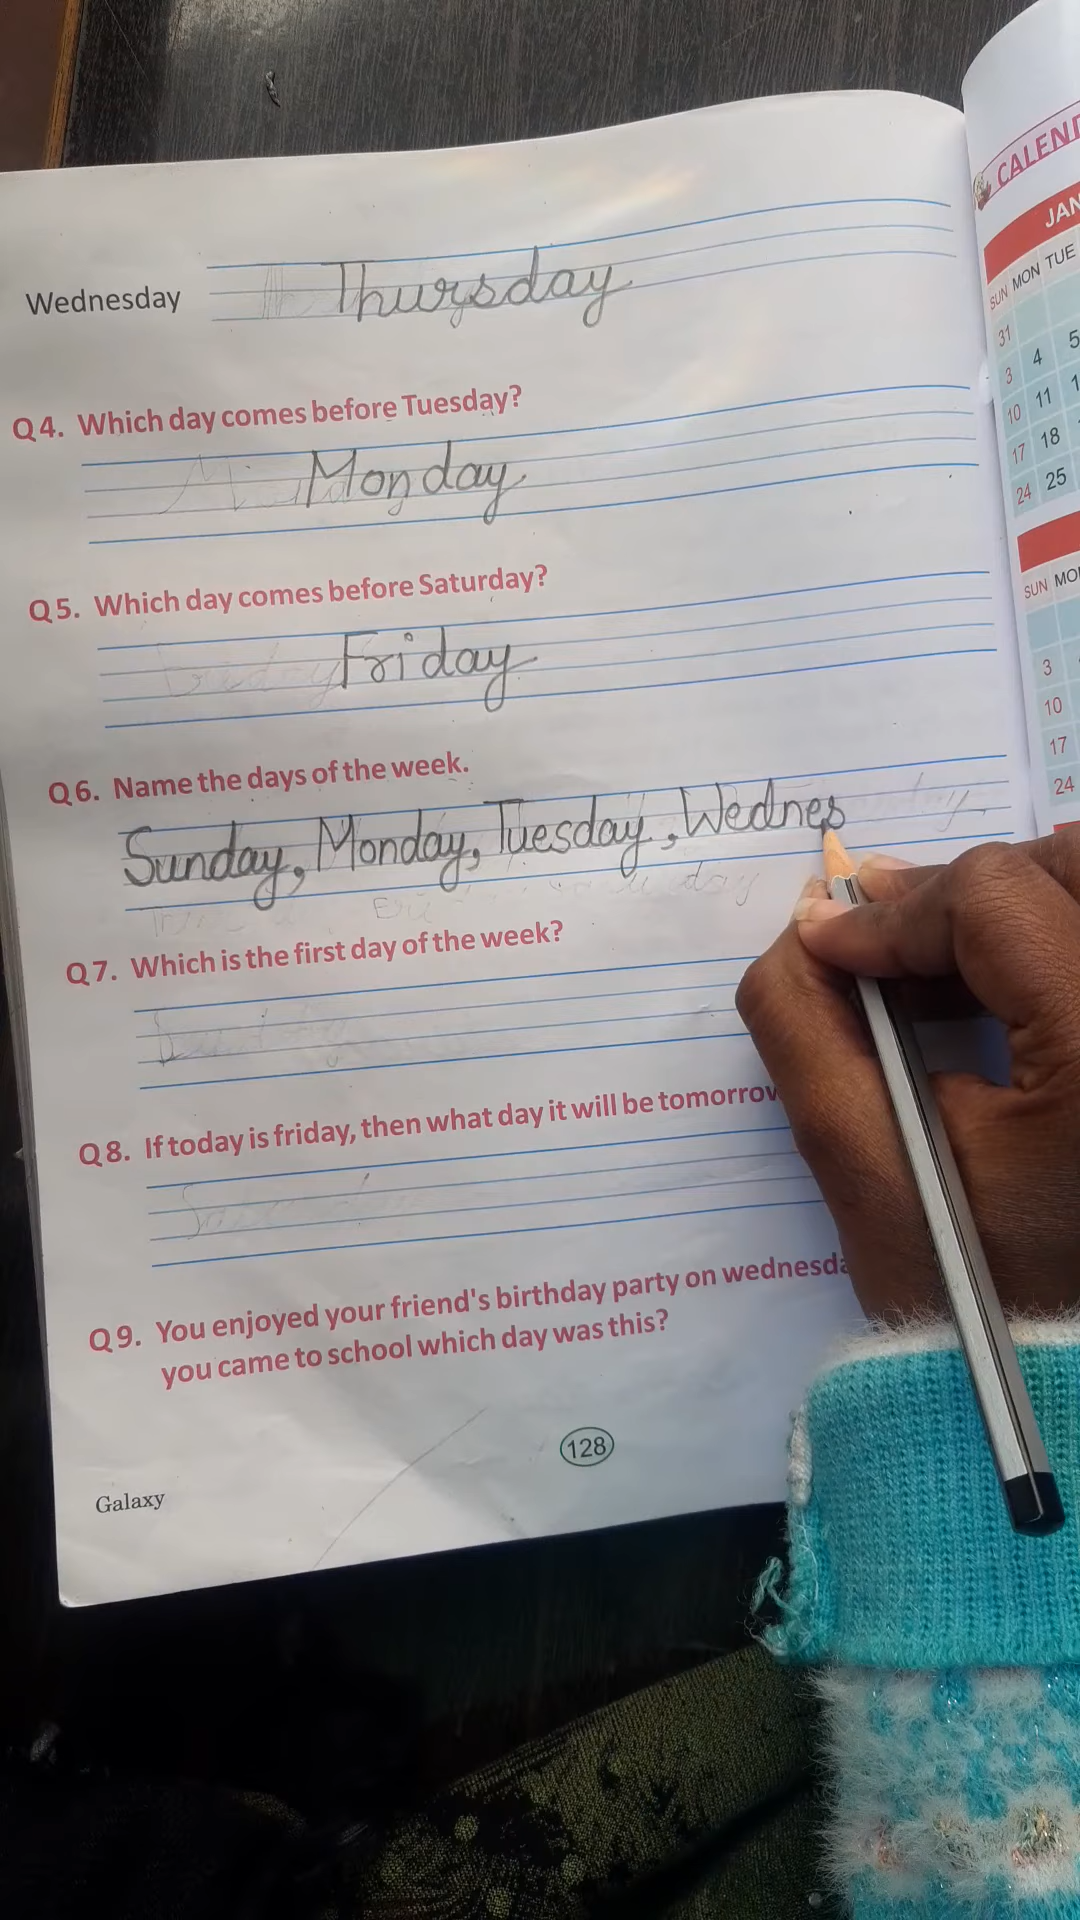 Wednesday Thursday
Q4. Which day comes before Tuesday?
Monday
Q5. Which day comes before Saturday?
Friday
Q6. Name the days of the week.
Sunday, Monday, Tuesday, Wednes
Q7. Which is the first day of the week?
Q8. If today is friday, then what day it will be tomorrow
Q9. You enjoyed your friend's birthday party on wednesda
you came to school which day was this?
128
Galaxy
CALEND
JAN
SUN MON TUE
31
3 4 5
10 11 1
17 18
24 25
SUN MO
3
10
17
24